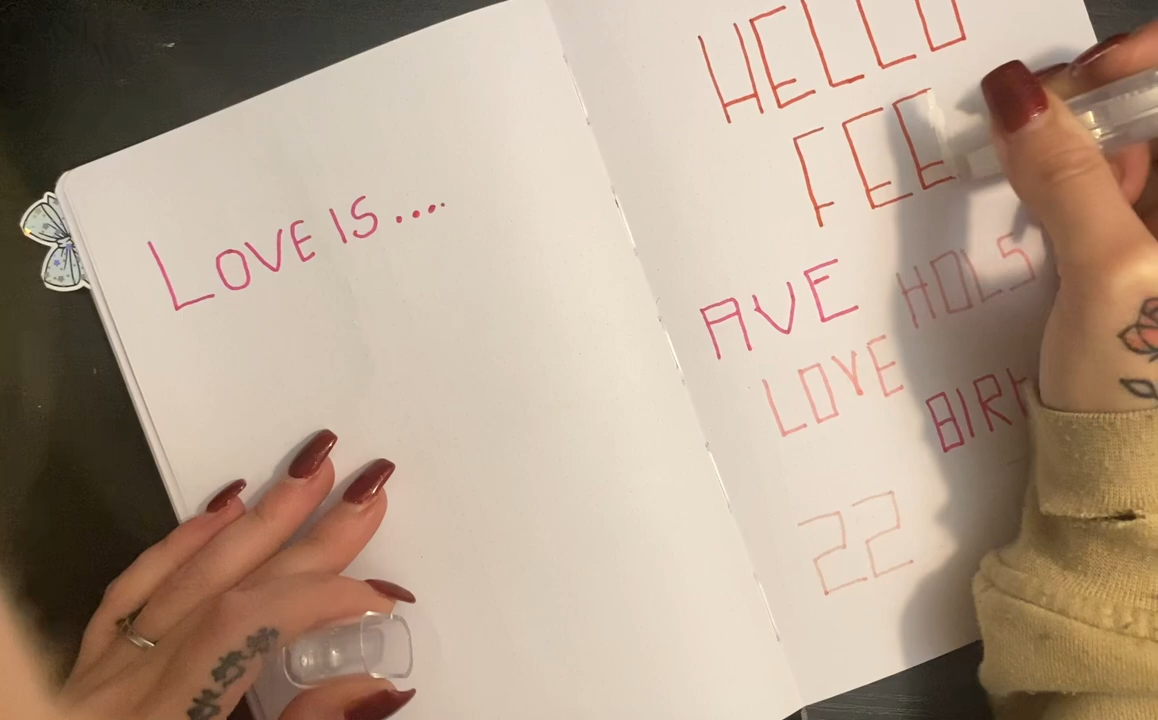 LOVE IS....
HELLO
FEE
AVE HOLS
LOVE
BIRT
22